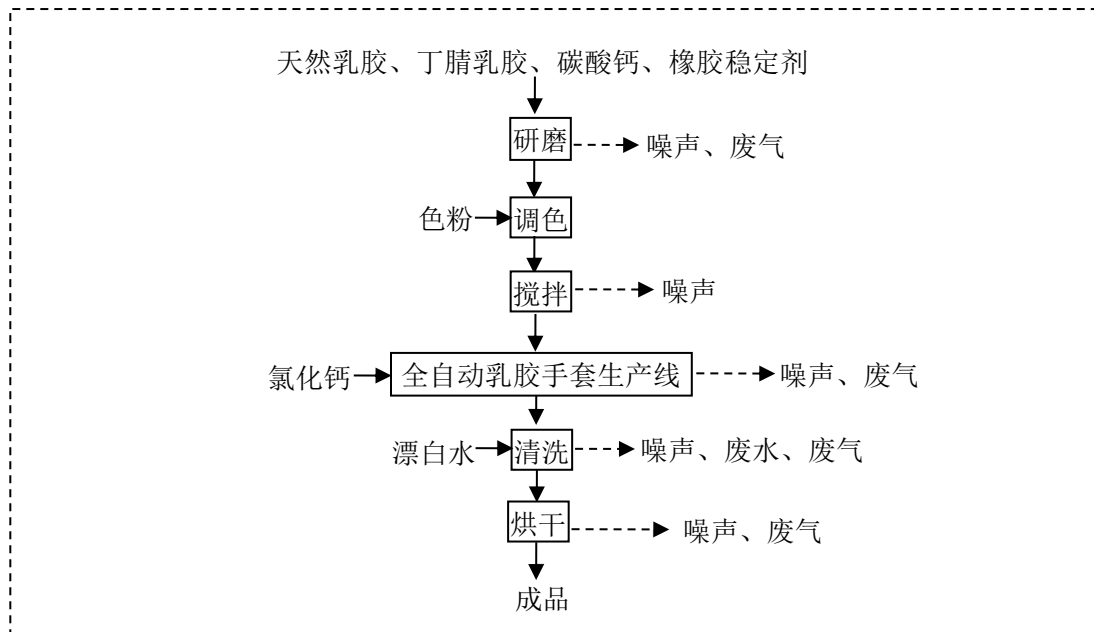 天然乳胶、丁腈乳胶、碳酸钙、橡胶稳定剂
研磨
噪声、废气
色粉
调色
搅拌
噪声
氯化钙
全自动乳胶手套生产线
噪声、废气
漂白水
清洗
噪声、废水、废气
烘干
噪声、废气
成品